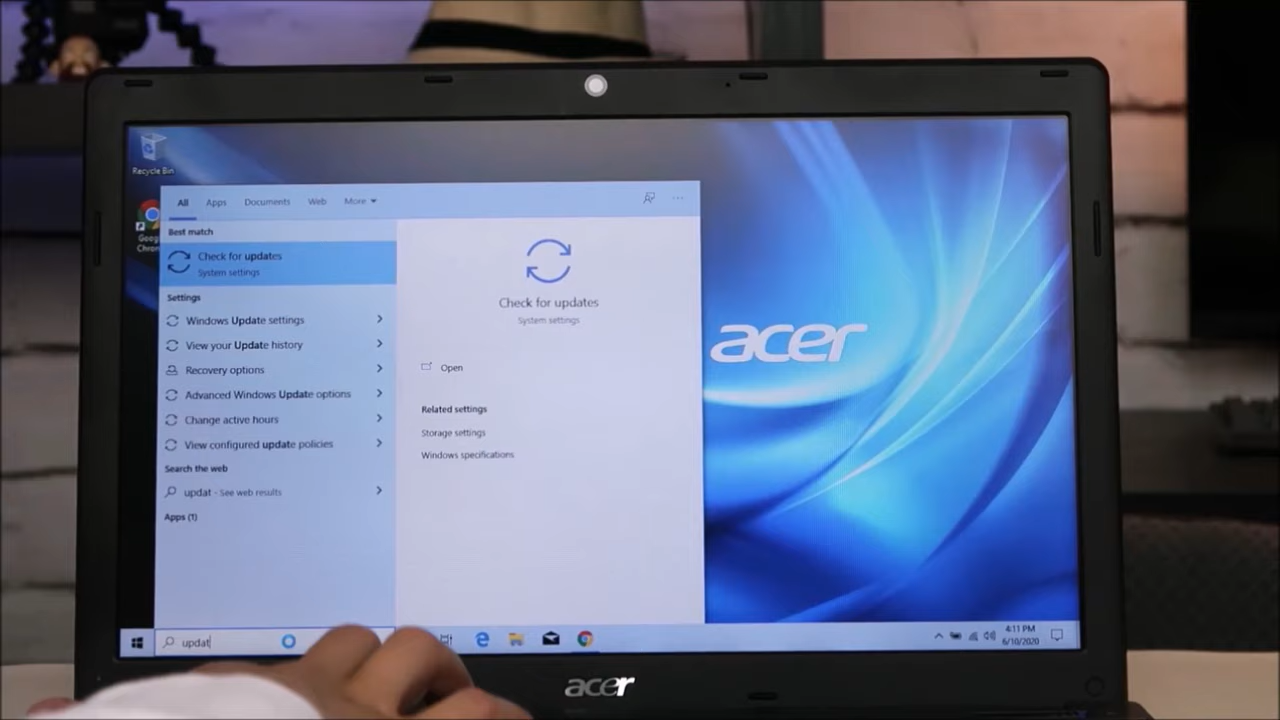 Recycle Bin
Google
Chrome
All Apps Documents Web More
Best match
Check for updates
System settings
Settings
Windows Update settings
View your Update history
Recovery options
Advanced Windows Update options
Change active hours
View configured update policies
Search the web
updat - See web results
Apps (1)
Check for updates
System settings
Open
Related settings
Storage settings
Windows specifications
acer
updat
4:11 PM
6/10/2020
acer